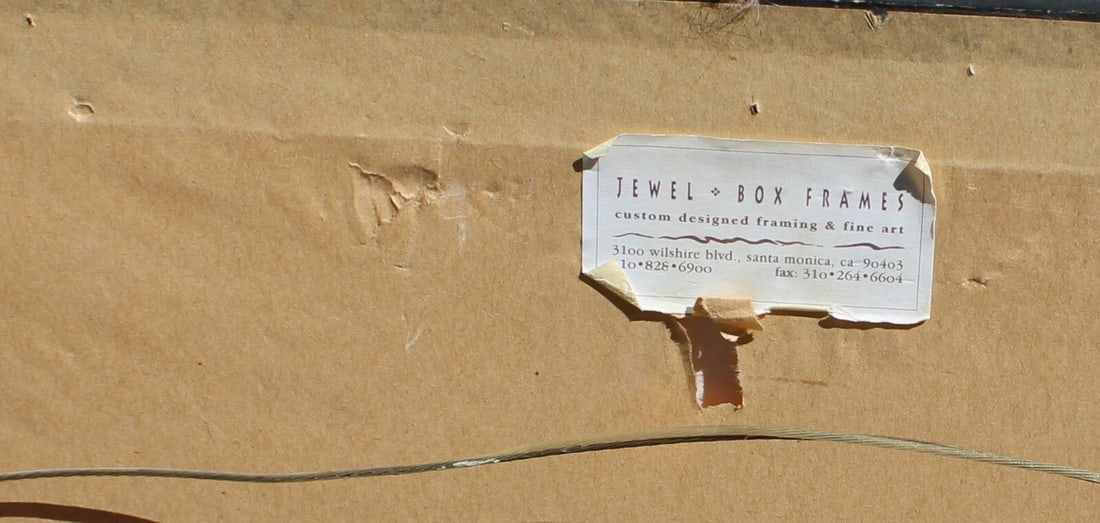 JEWEL ❖ BOX FRAMES
custom designed framing & fine art
3100 wilshire blvd., santa monica, ca 90403
10•828•6900 fax: 310•264•6604